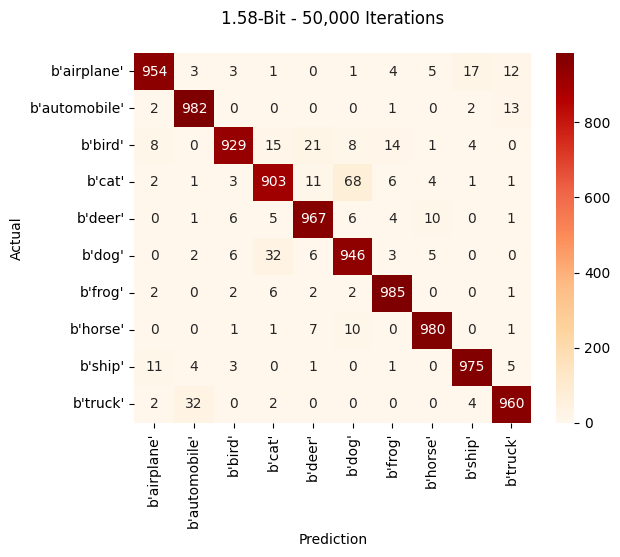 1.58-Bit - 50,000 Iterations
b'airplane' 954 3 3 1 0 1 4 5 17 12
b'automobile' 2 982 0 0 0 0 1 0 2 13
b'bird' 8 0 929 15 21 8 14 1 4 0
b'cat' 2 1 3 903 11 68 6 4 1 1
b'deer' 0 1 6 5 967 6 4 10 0 1
b'dog' 0 2 6 32 6 946 3 5 0 0
b'frog' 2 0 2 6 2 2 985 0 0 1
b'horse' 0 0 1 1 7 10 0 980 0 1
b'ship' 11 4 3 0 1 0 1 0 975 5
b'truck' 2 32 0 2 0 0 0 0 4 960
b'airplane' b'automobile' b'bird' b'cat' b'deer' b'dog' b'frog' b'horse' b'ship' b'truck'
Prediction
Actual
800
600
400
200
0